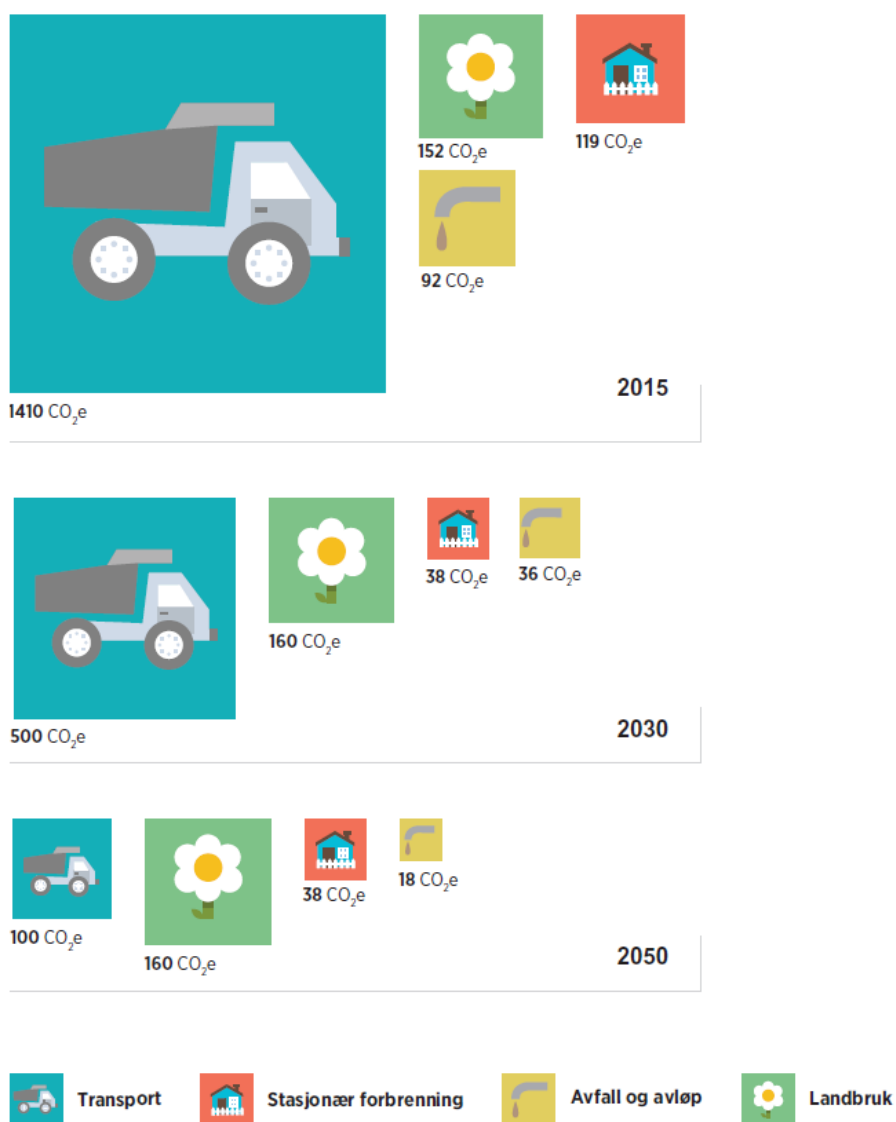 152 CO₂e
119 CO₂e
92 CO₂e
2015
1410 CO₂e
38 CO₂e
36 CO₂e
160 CO₂e
2030
500 CO₂e
38 CO₂e
18 CO₂e
100 CO₂e
160 CO₂e
2050
Transport
Stasjonær forbrenning
Avfall og avløp
Landbruk